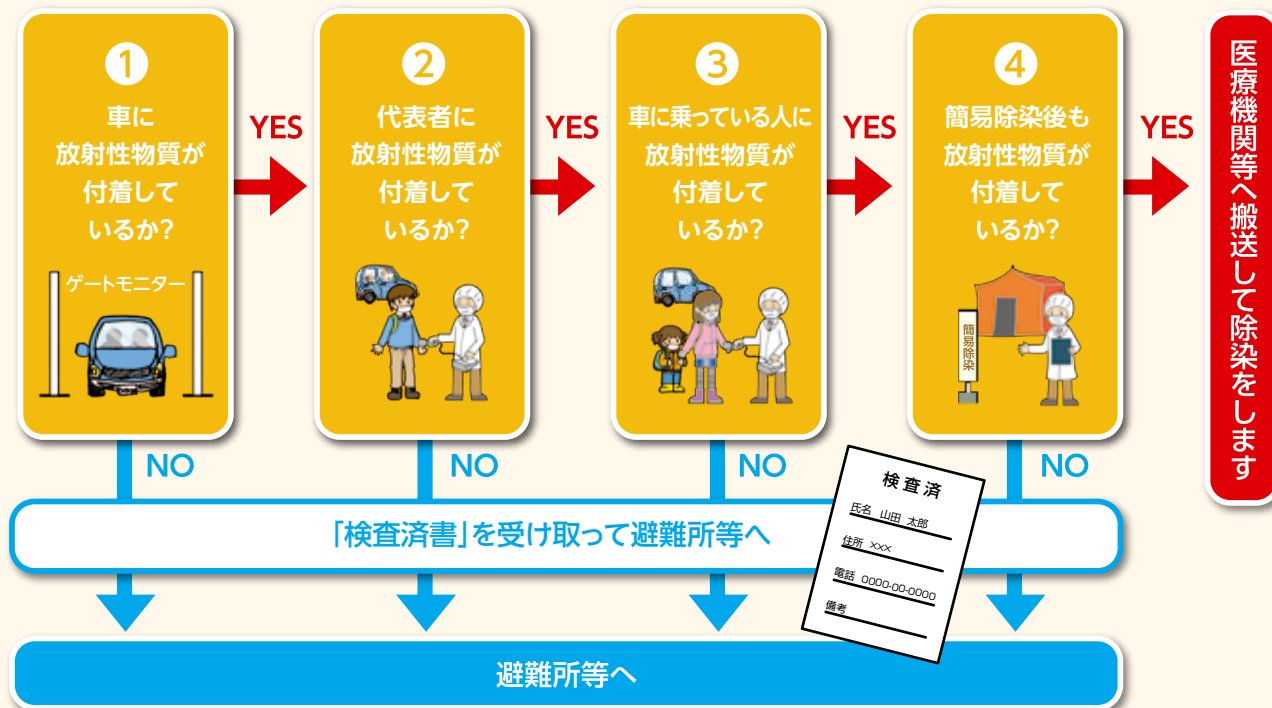 1
車に
放射性物質が
付着して
いるか?
ゲートモニター
YES
2
代表者に
放射性物質が
付着して
いるか?
YES
3
車に乗っている人に
放射性物質が
付着して
いるか?
YES
4
簡易除染後も
放射性物質が
付着して
いるか?
簡易除染
YES
医療機関等へ搬送して除染をします
NO
NO
NO
NO
「検査済書」を受け取って避難所等へ
検査済
氏名 山田 太郎
住所 ×××
電話 0000-00-0000
備考
避難所等へ